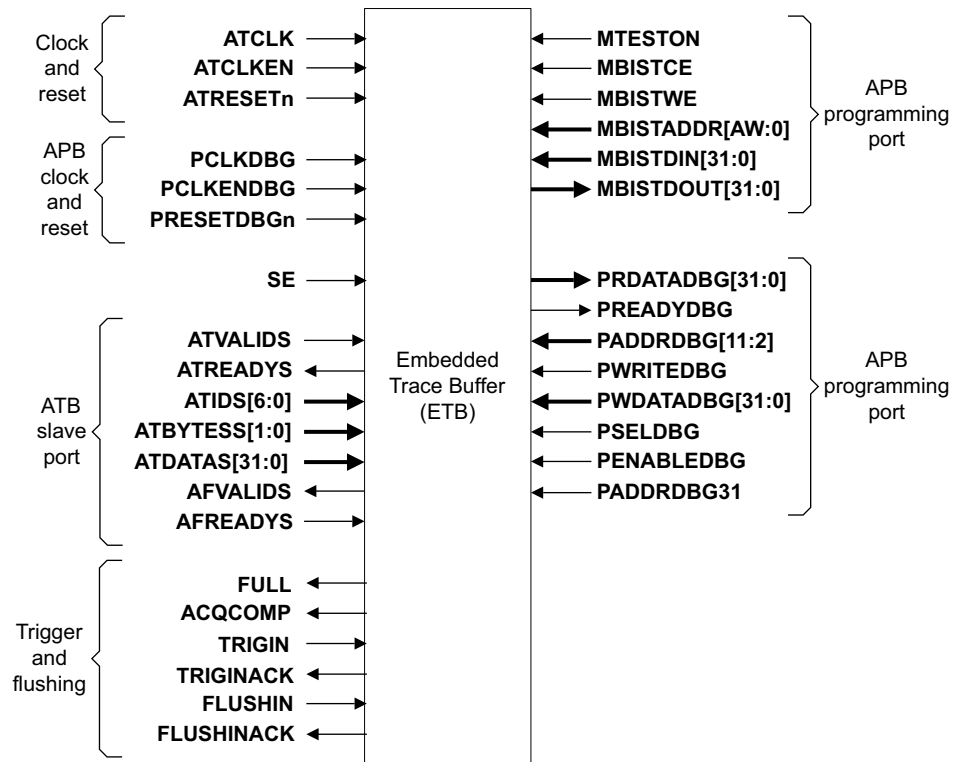 Clock
and
reset
ATCLK
ATCLKEN
ATRESETn
APB
clock
and
reset
PCLKDBG
PCLKENDBG
PRESETDBGn
SE
ATB
slave
port
ATVALIDS
ATREADYS
ATIDS[6:0]
ATBYTESS[1:0]
ATDATAS[31:0]
AFVALIDS
AFREADYS
Trigger
and
flushing
FULL
ACQCOMP
TRIGIN
TRIGINACK
FLUSHIN
FLUSHINACK
Embedded
Trace Buffer
(ETB)
MTESTON
MBISTCE
MBISTWE
MBISTADDR[AW:0]
MBISTDIN[31:0]
MBISTDOUT[31:0]
APB
programming
port
PRDATADBG[31:0]
PREADYDBG
PADDRDBG[11:2]
PWRITEDBG
PWDATADBG[31:0]
PSELDBG
PENABLEDBG
PADDRDBG31
APB
programming
port